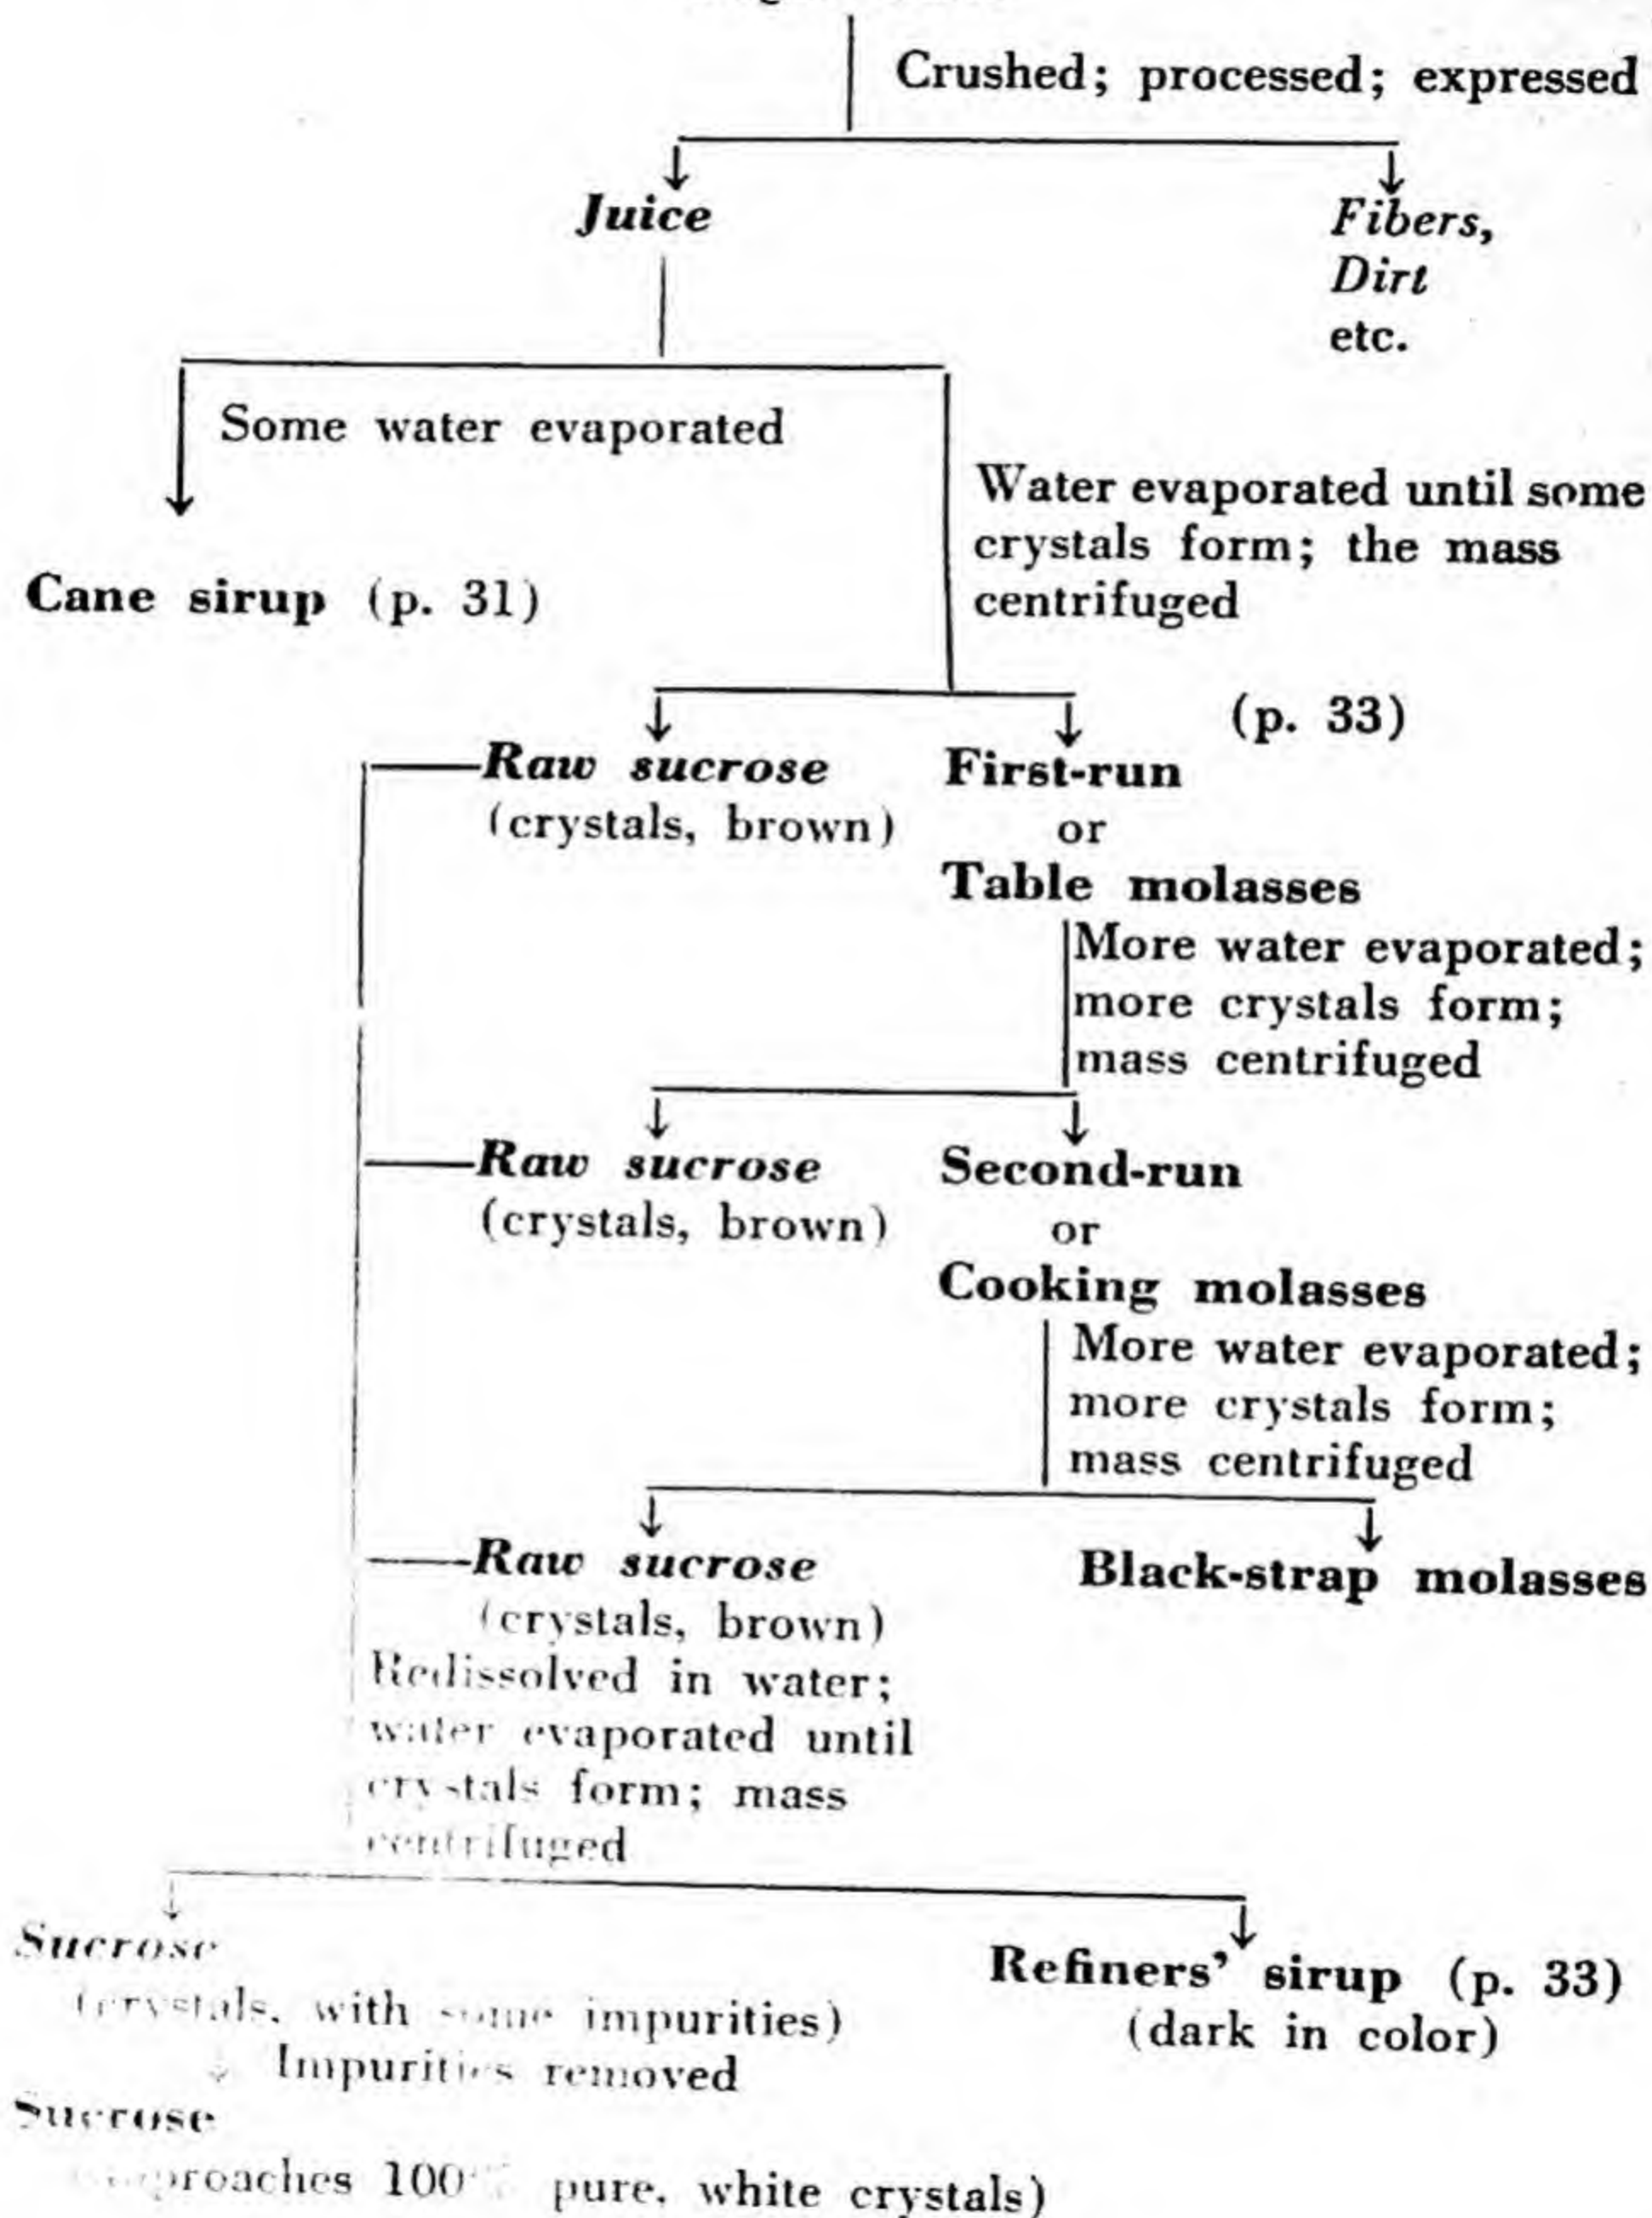 Crushed; processed; expressed
Juice
Fibers,
Dirt
etc.
Some water evaporated
Water evaporated until some
crystals form; the mass
centrifuged
Cane sirup (p. 31)
(p. 33)
Raw sucrose
(crystals, brown)
First-run
or
Table molasses
More water evaporated;
more crystals form;
mass centrifuged
Raw sucrose
(crystals, brown)
Second-run
or
Cooking molasses
More water evaporated;
more crystals form;
mass centrifuged
Raw sucrose
(crystals, brown)
Black-strap molasses
Redissolved in water;
water evaporated until
crystals form; mass
centrifuged
Sucrose
(crystals, with some impurities)
Refiners' sirup (p. 33)
(dark in color)
Impurities removed
Sucrose
100% pure, white crystals)